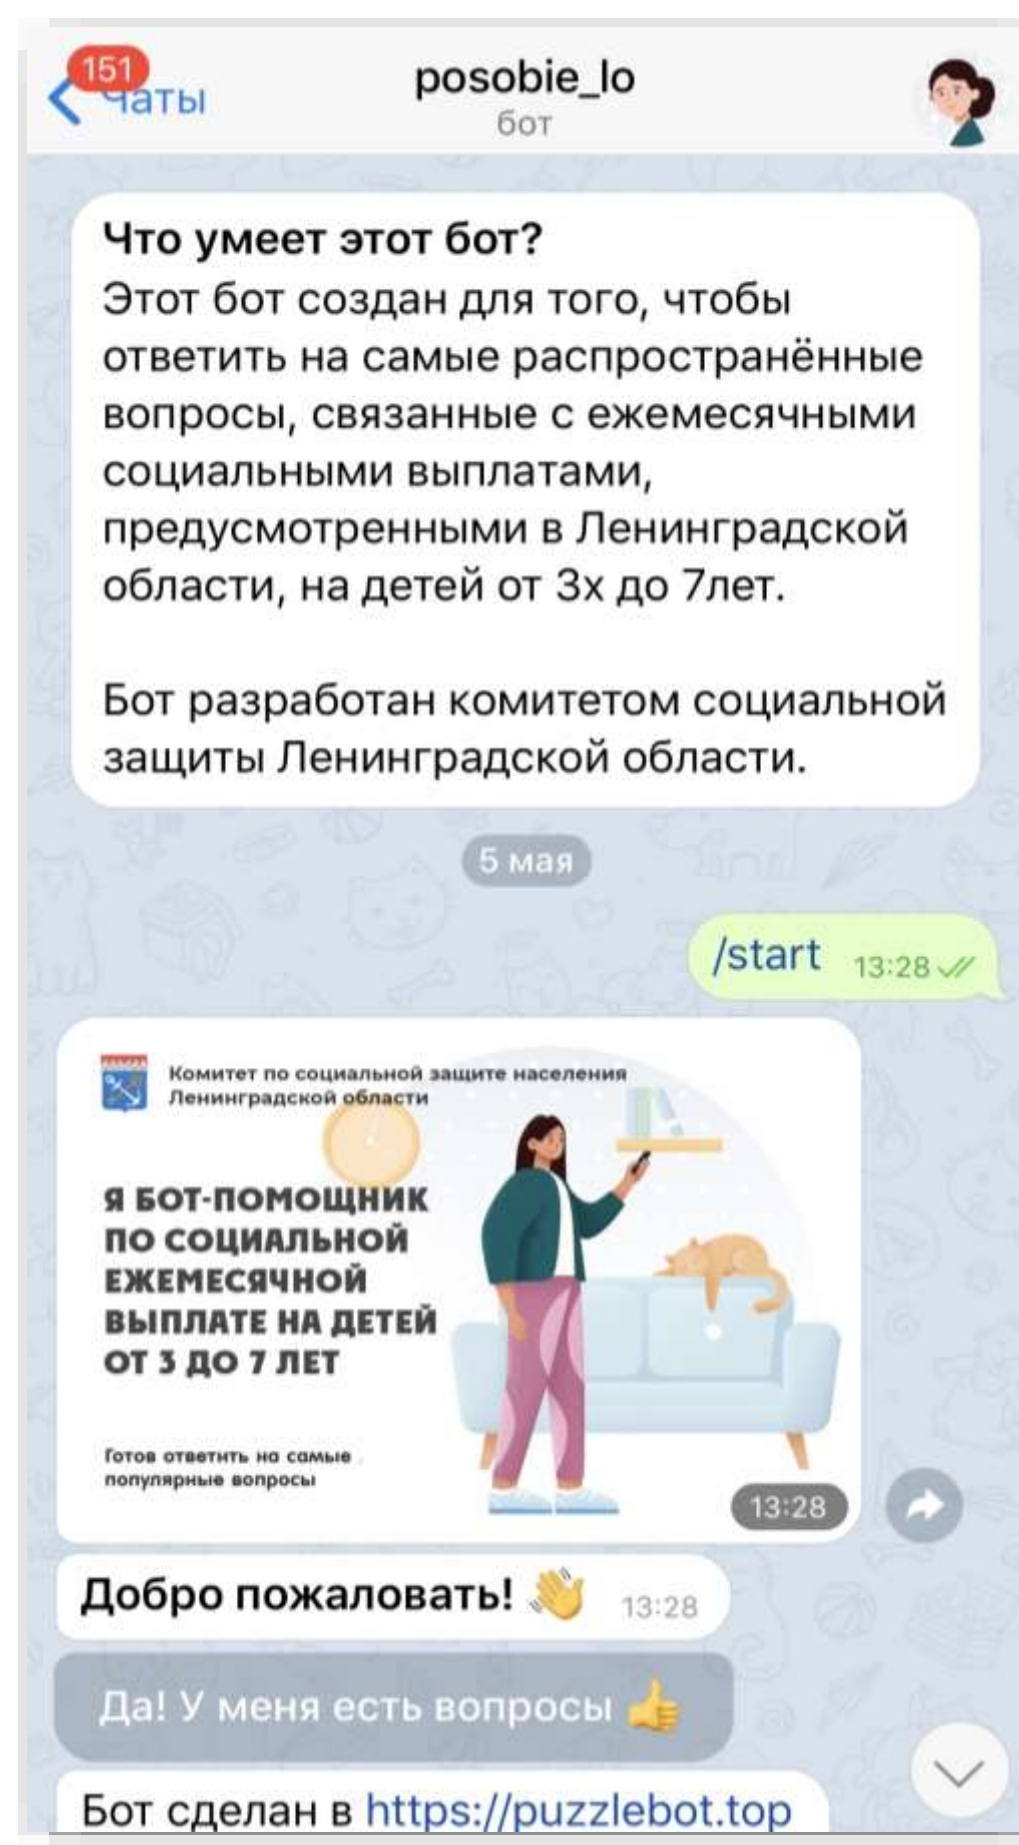 151
Чаты
posobie_lo
бот
Что умеет этот бот?
Этот бот создан для того, чтобы
ответить на самые распространённые
вопросы, связанные с ежемесячными
социальными выплатами,
предусмотренными в Ленинградской
области, на детей от 3х до 7лет.
Бот разработан комитетом социальной
защиты Ленинградской области.
5 мая
/start 13:28
Комитет по социальной защите населения
Ленинградской области
Я БОТ-ПОМОЩНИК
ПО СОЦИАЛЬНОЙ
ЕЖЕМЕСЯЧНОЙ
ВЫПЛАТЕ НА ДЕТЕЙ
ОТ 3 ДО 7 ЛЕТ
Готов ответить на самые
популярные вопросы
13:28
Добро пожаловать! 👋 13:28
Да! У меня есть вопросы 👍
Бот сделан в https://puzzlebot.top